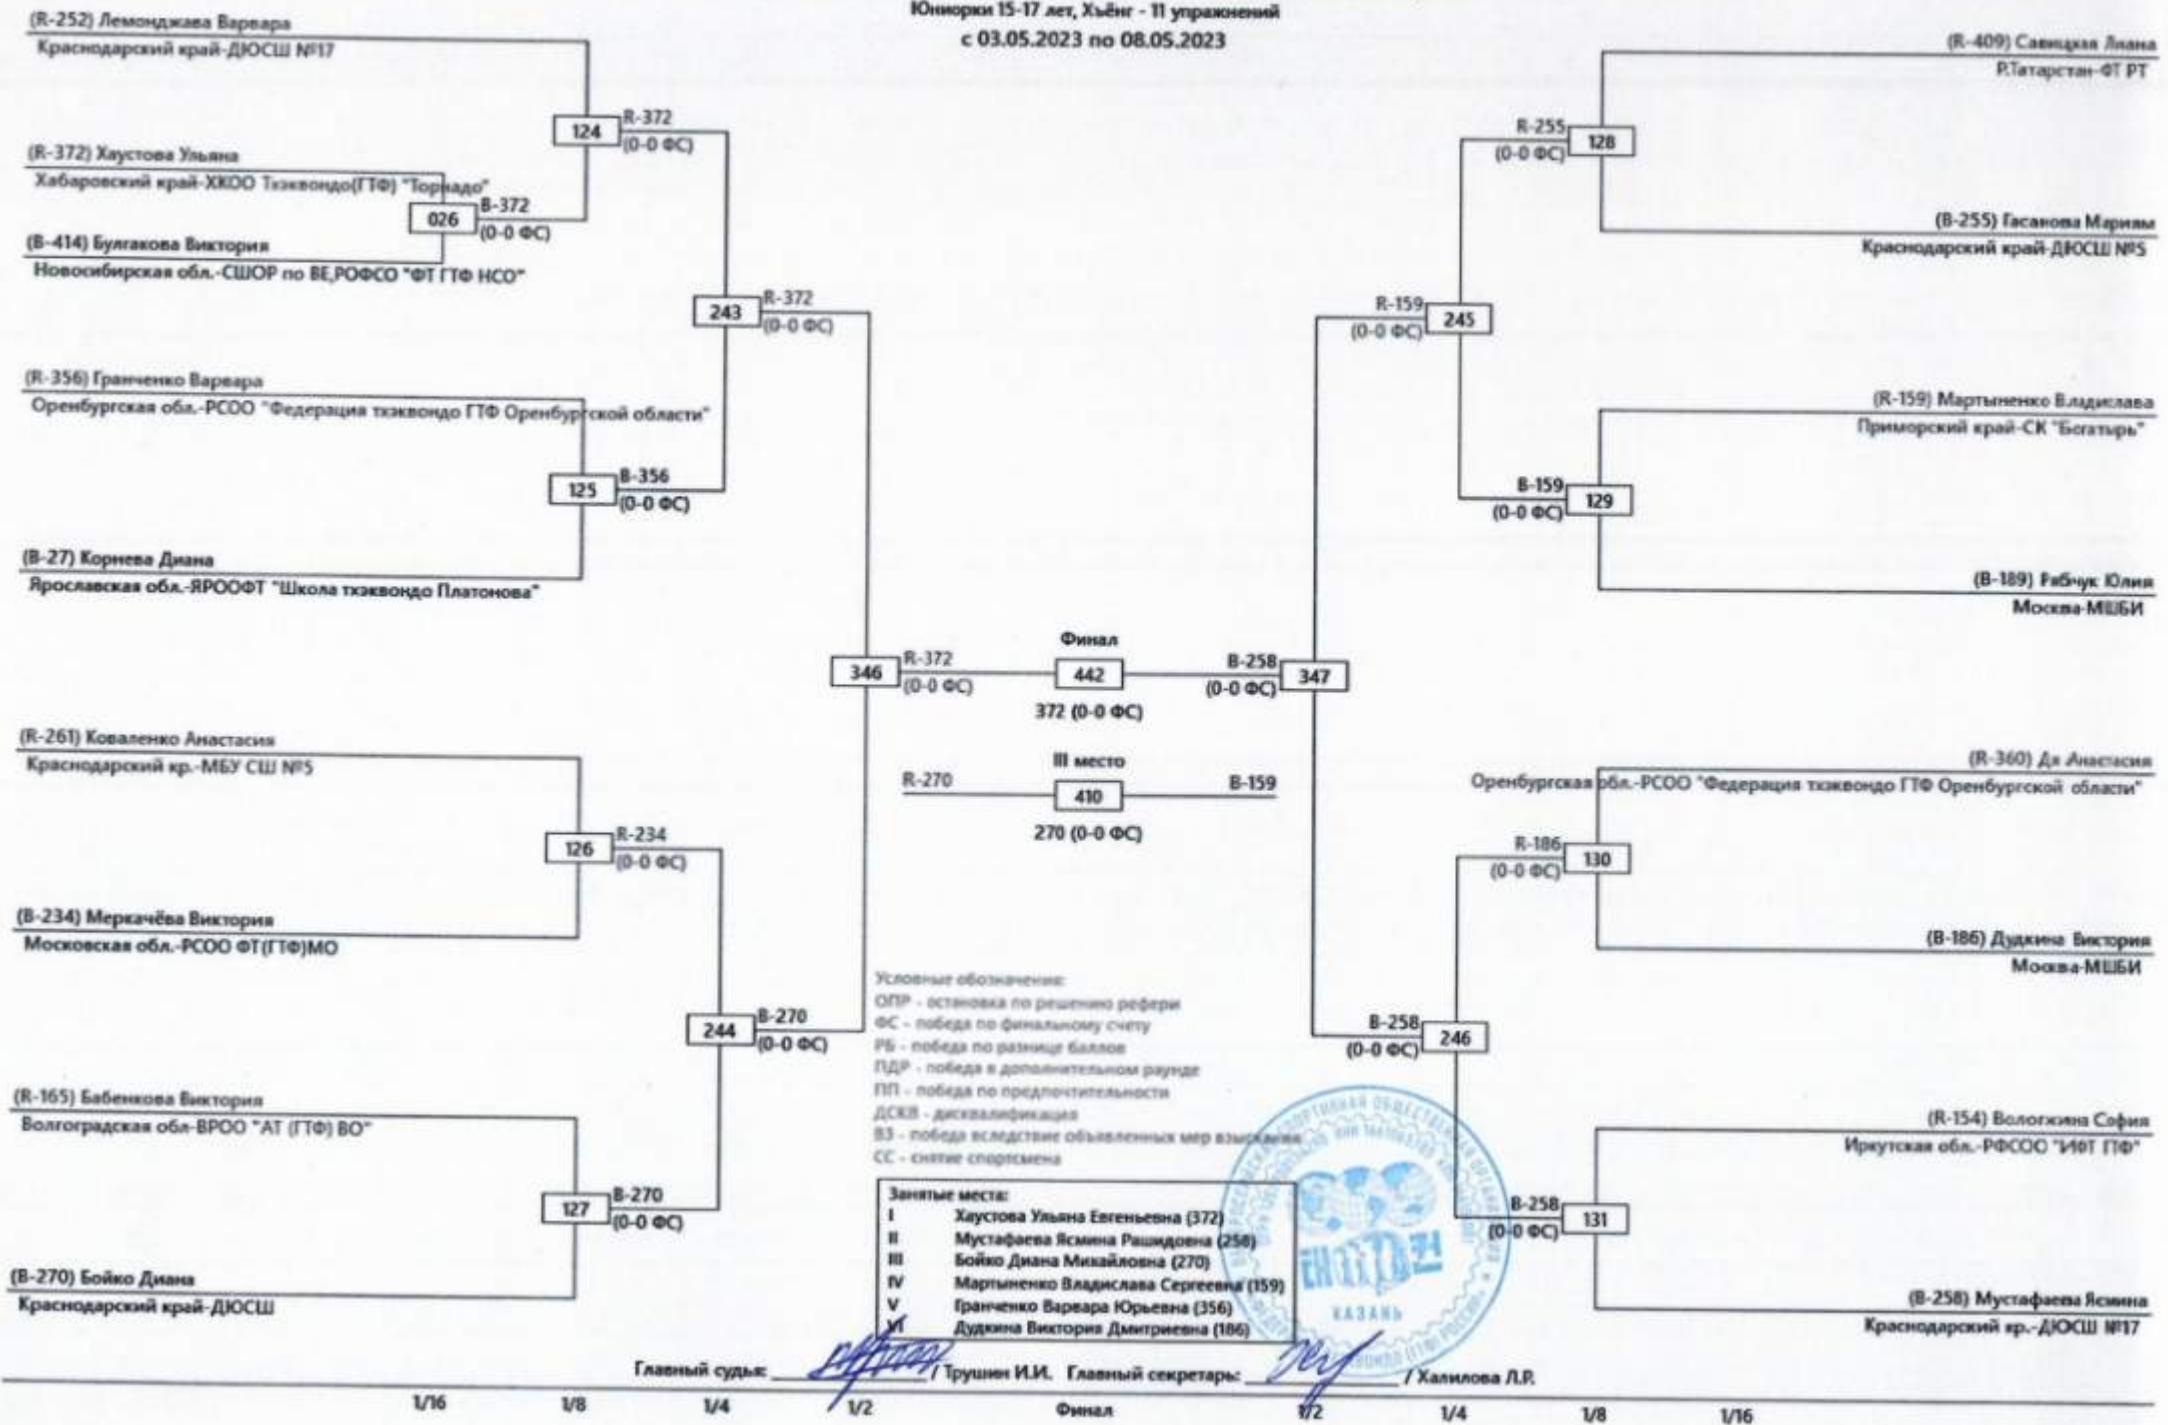 Юниорки 15-17 лет, Хъёнг - 11 упражнений
с 03.05.2023 по 08.05.2023
(R-252) Лемонджава Варвара
Краснодарский край-ДЮСШ №17
124
R-372
(0-0 ФС)
(R-372) Хаустова Ульяна
Хабаровский край-ХКОО Тхэквондо(ГТФ) "Торнадо"
026
B-372
(0-0 ФС)
(B-414) Булгакова Виктория
Новосибирская обл.-СШОР по ВЕ,РОФСО "ФТ ГТФ НСО"
243
R-372
(0-0 ФС)
(R-356) Гранченко Варвара
Оренбургская обл.-РСОО "Федерация тхэквондо ГТФ Оренбургской области"
125
B-356
(0-0 ФС)
(B-27) Корнева Диана
Ярославская обл.-ЯРООФТ "Школа тхэквондо Платонова"
346
R-372
(0-0 ФС)
(R-261) Коваленко Анастасия
Краснодарский кр.-МБУ СШ №5
126
R-234
(0-0 ФС)
(B-234) Меркачёва Виктория
Московская обл.-РСОО ФТ(ГТФ)МО
244
B-270
(0-0 ФС)
(R-165) Бабенкова Виктория
Волгоградская обл-ВРОО "АТ (ГТФ) ВО"
127
B-270
(0-0 ФС)
(B-270) Бойко Диана
Краснодарский край-ДЮСШ
Финал
442
372 (0-0 ФС)
III место
R-270
410
B-159
270 (0-0 ФС)
(R-409) Савицкая Лиана
Р.Татарстан-ФТ РТ
R-255
(0-0 ФС)
128
(B-255) Гасанова Мариям
Краснодарский край-ДЮСШ №5
R-159
(0-0 ФС)
245
(R-159) Мартыненко Владислава
Приморский край-СК "Богатырь"
B-159
(0-0 ФС)
129
(B-189) Рябчук Юлия
Москва-МШБИ
B-258
(0-0 ФС)
347
(R-360) Дя Анастасия
Оренбургская обл.-РСОО "Федерация тхэквондо ГТФ Оренбургской области"
R-186
(0-0 ФС)
130
(B-186) Дудкина Виктория
Москва-МШБИ
B-258
(0-0 ФС)
246
(R-154) Вологжина София
Иркутская обл.-РФСОО "ИФТ ГТФ"
B-258
(0-0 ФС)
131
(B-258) Мустафаева Ясмина
Краснодарский кр.-ДЮСШ №17
Условные обозначения:
ОПР - остановка по решению рефери
ФС - победа по финальному счету
РБ - победа по разнице баллов
ПДР - победа в дополнительном раунде
ПП - победа по предпочтительности
ДСКВ - дисквалификация
ВЗ - победа вследствие объявленных мер взыскания
СС - снятие спортсмена
Занятые места:
I Хаустова Ульяна Евгеньевна (372)
II Мустафаева Ясмина Рашидовна (258)
III Бойко Диана Михайловна (270)
IV Мартыненко Владислава Сергеевна (159)
V Гранченко Варвара Юрьевна (356)
VI Дудкина Виктория Дмитриевна (186)
КАЗАНЬ
Главный судья: / Трушин И.И. Главный секретарь: / Халилова Л.Р.
1/16 1/8 1/4 1/2 Финал 1/2 1/4 1/8 1/16